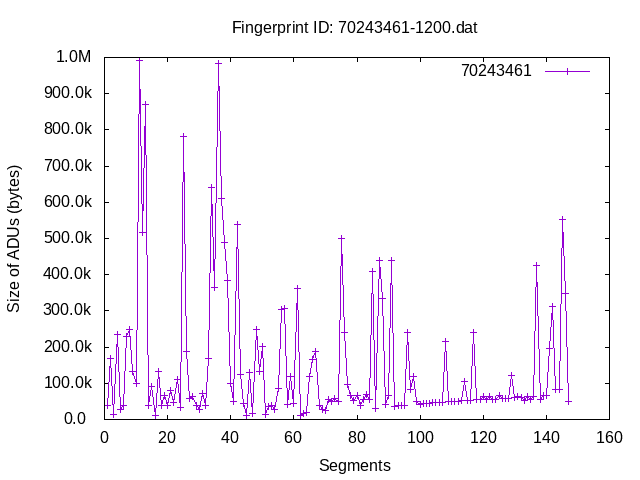 Fingerprint ID: 70243461-1200.dat
70243461
Size of ADUs (bytes)
1.0M
900.0k
800.0k
700.0k
600.0k
500.0k
400.0k
300.0k
200.0k
100.0k
0.0
0 20 40 60 80 100 120 140 160
Segments